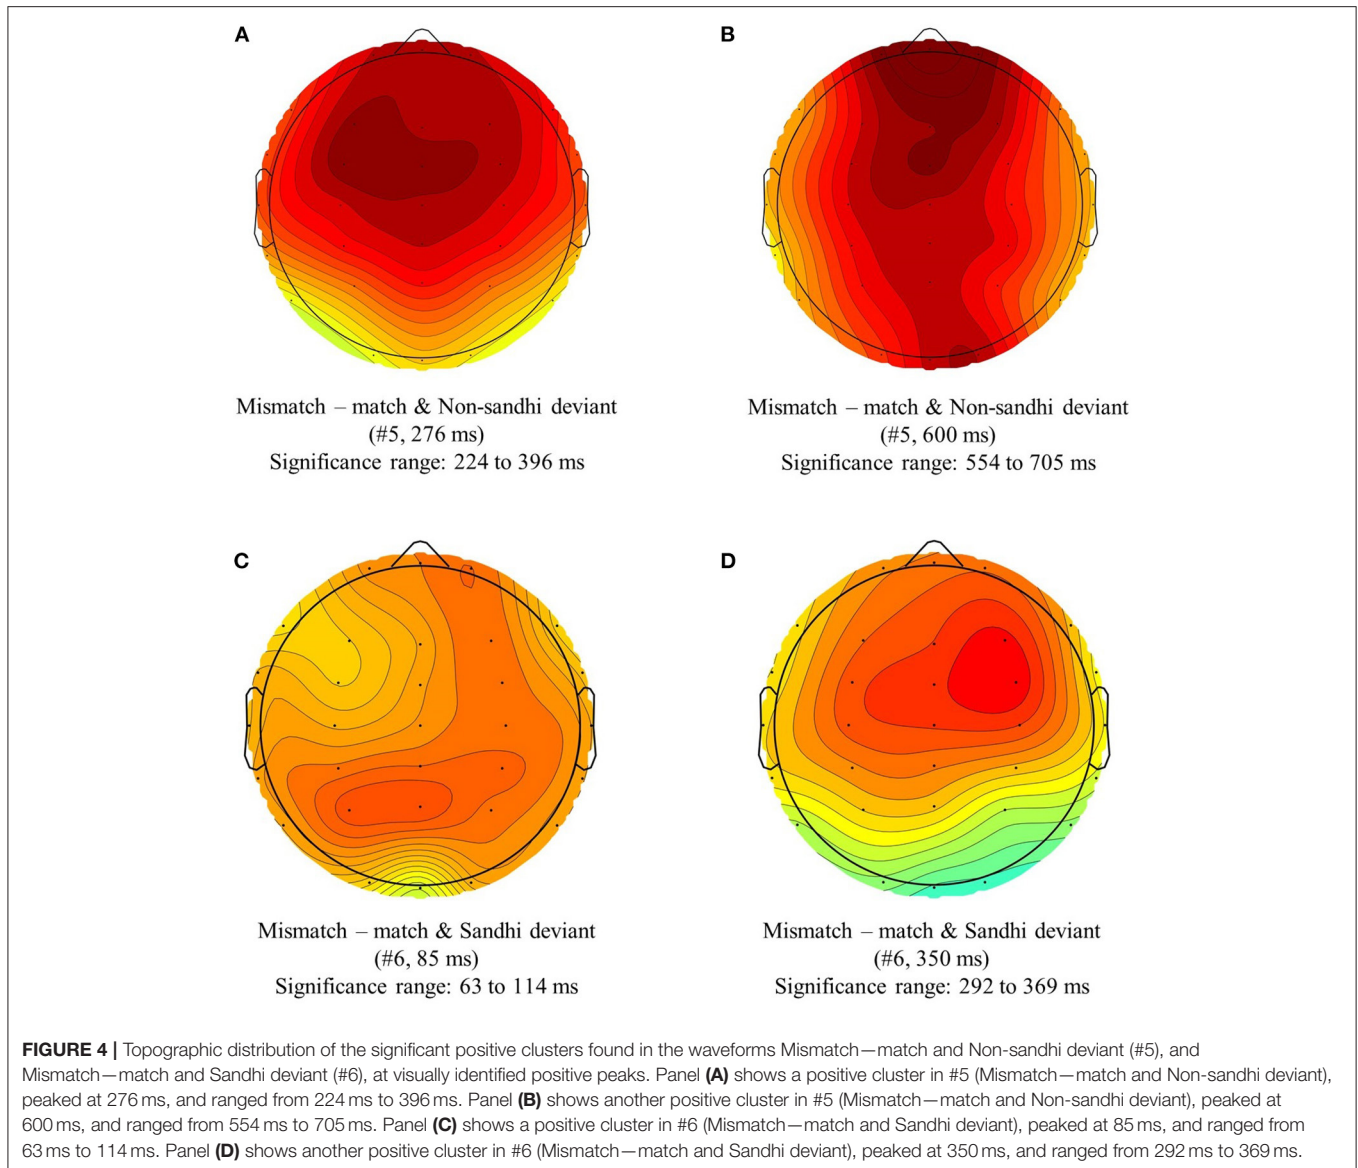 A
B
Mismatch – match & Non-sandhi deviant
(#5, 276 ms)
Significance range: 224 to 396 ms
Mismatch – match & Non-sandhi deviant
(#5, 600 ms)
Significance range: 554 to 705 ms
C
D
Mismatch – match & Sandhi deviant
(#6, 85 ms)
Significance range: 63 to 114 ms
Mismatch – match & Sandhi deviant
(#6, 350 ms)
Significance range: 292 to 369 ms
FIGURE 4 | Topographic distribution of the significant positive clusters found in the waveforms Mismatch—match and Non-sandhi deviant (#5), and
Mismatch—match and Sandhi deviant (#6), at visually identified positive peaks. Panel (A) shows a positive cluster in #5 (Mismatch—match and Non-sandhi deviant),
peaked at 276 ms, and ranged from 224 ms to 396 ms. Panel (B) shows another positive cluster in #5 (Mismatch—match and Non-sandhi deviant), peaked at
600 ms, and ranged from 554 ms to 705 ms. Panel (C) shows a positive cluster in #6 (Mismatch—match and Sandhi deviant), peaked at 85 ms, and ranged from
63 ms to 114 ms. Panel (D) shows another positive cluster in #6 (Mismatch—match and Sandhi deviant), peaked at 350 ms, and ranged from 292 ms to 369 ms.